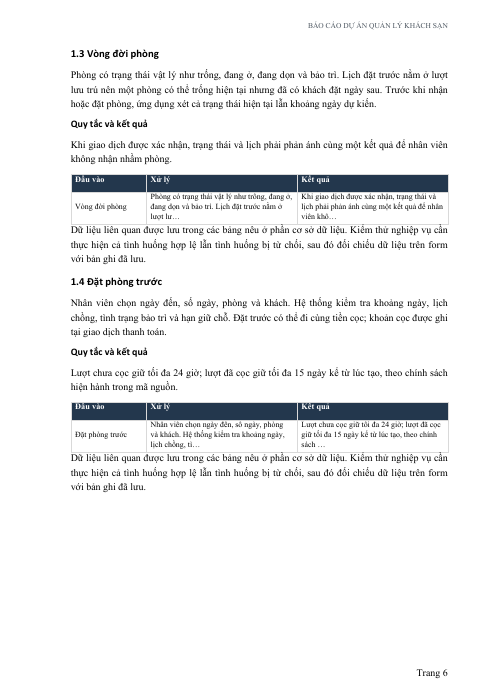 BÁO CÁO DỰ ÁN QUẢN LÝ KHÁCH SẠN
1.3 Vòng đời phòng
Phòng có trạng thái vật lý như trống, đang ở, đang dọn và bảo trì. Lịch đặt trước nằm ở lượt
lưu trú nên một phòng có thể trống hiện tại nhưng đã có khách đặt ngày sau. Trước khi nhận
hoặc đặt phòng, ứng dụng xét cả trạng thái hiện tại lẫn khoảng ngày dự kiến.
Quy tắc và kết quả
Khi giao dịch được xác nhận, trạng thái và lịch phải phản ánh cùng một kết quả để nhân viên
không nhận nhầm phòng.
Đầu vào Xử lý Kết quả
Vòng đời phòng
Phòng có trạng thái vật lý như trống, đang ở,
đang dọn và bảo trì. Lịch đặt trước nằm ở
lượt lư…
Khi giao dịch được xác nhận, trạng thái và
lịch phải phản ánh cùng một kết quả để nhân
viên khô…
Dữ liệu liên quan được lưu trong các bảng nêu ở phần cơ sở dữ liệu. Kiểm thử nghiệp vụ cần
thực hiện cả tình huống hợp lệ lẫn tình huống bị từ chối, sau đó đối chiếu dữ liệu trên form
với bản ghi đã lưu.
1.4 Đặt phòng trước
Nhân viên chọn ngày đến, số ngày, phòng và khách. Hệ thống kiểm tra khoảng ngày, lịch
chồng, tình trạng bảo trì và hạn giữ chỗ. Đặt trước có thể đi cùng tiền cọc; khoản cọc được ghi
tại giao dịch thanh toán.
Quy tắc và kết quả
Lượt chưa cọc giữ tối đa 24 giờ; lượt đã cọc giữ tối đa 15 ngày kể từ lúc tạo, theo chính sách
hiện hành trong mã nguồn.
Đầu vào Xử lý Kết quả
Đặt phòng trước
Nhân viên chọn ngày đến, số ngày, phòng
và khách. Hệ thống kiểm tra khoảng ngày,
lịch chồng, tì…
Lượt chưa cọc giữ tối đa 24 giờ; lượt đã cọc
giữ tối đa 15 ngày kể từ lúc tạo, theo chính
sách …
Dữ liệu liên quan được lưu trong các bảng nêu ở phần cơ sở dữ liệu. Kiểm thử nghiệp vụ cần
thực hiện cả tình huống hợp lệ lẫn tình huống bị từ chối, sau đó đối chiếu dữ liệu trên form
với bản ghi đã lưu.
Trang 6